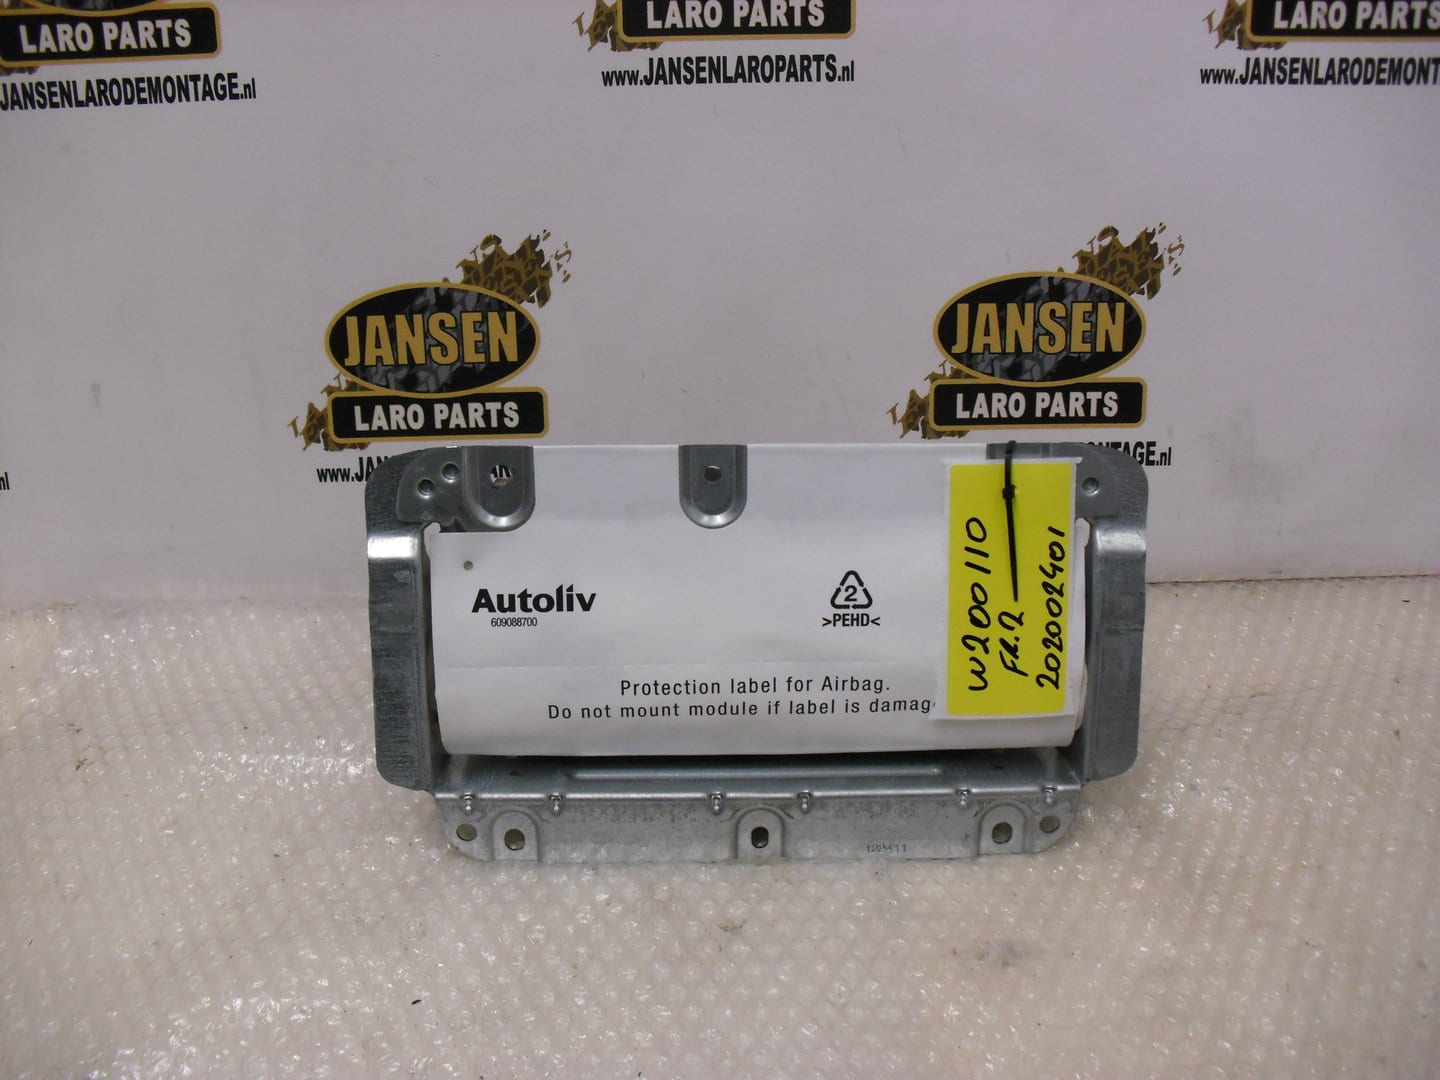 LARO PARTS
JANSENLARODEMONTAGE.nl
LARO PARTS
www.JANSENLAROPARTS.nl
LARO PARTS
www.JANSENLARODEMONT
JANSEN
LARO PARTS
www.JAN
JANSEN
LARO PARTS
AGE.nl
nl
Autoliv
609088700
2
>PEHD<
Protection label for Airbag.
Do not mount module if label is damag
W200110
FR.2
202002401